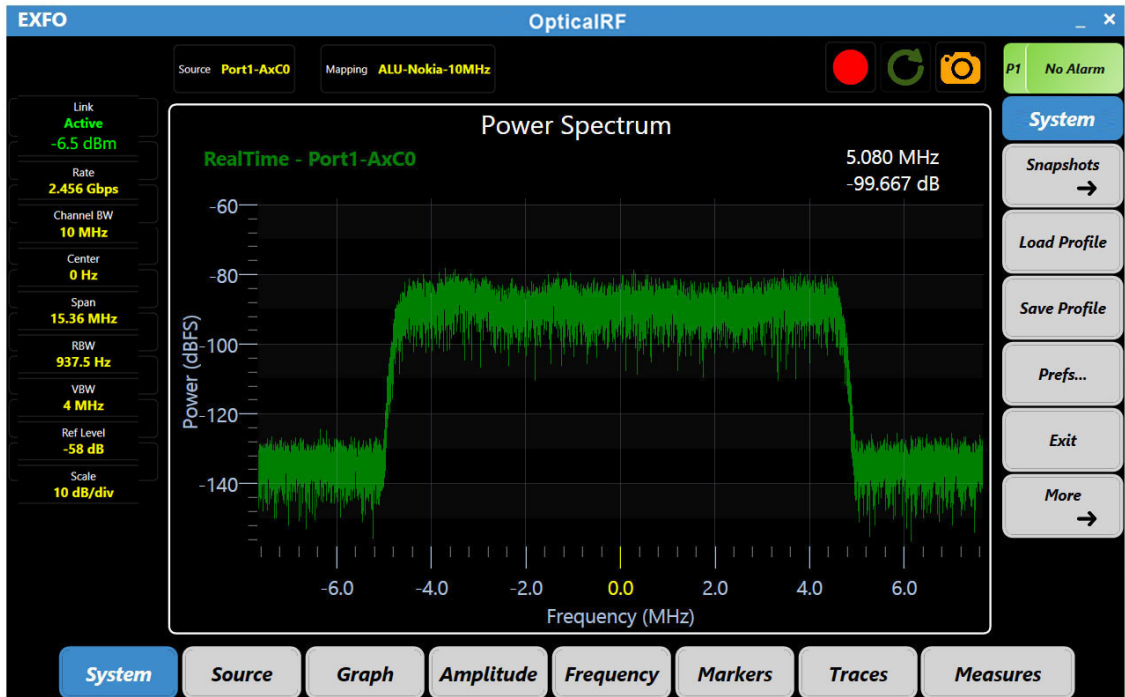 EXFO
OpticalRF
Source Port1-AxC0
Mapping ALU-Nokia-10MHz
P1 No Alarm
Link
Active
-6.5 dBm
Rate
2.456 Gbps
Channel BW
10 MHz
Center
0 Hz
Span
15.36 MHz
RBW
937.5 Hz
VBW
4 MHz
Ref Level
-58 dB
Scale
10 dB/div
Power Spectrum
RealTime - Port1-AxC0
5.080 MHz
-99.667 dB
Power (dBFS)
-60
-80
-100
-120
-140
-6.0 -4.0 -2.0 0.0 2.0 4.0 6.0
Frequency (MHz)
System
Snapshots
Load Profile
Save Profile
Prefs...
Exit
More
System Source Graph Amplitude Frequency Markers Traces Measures